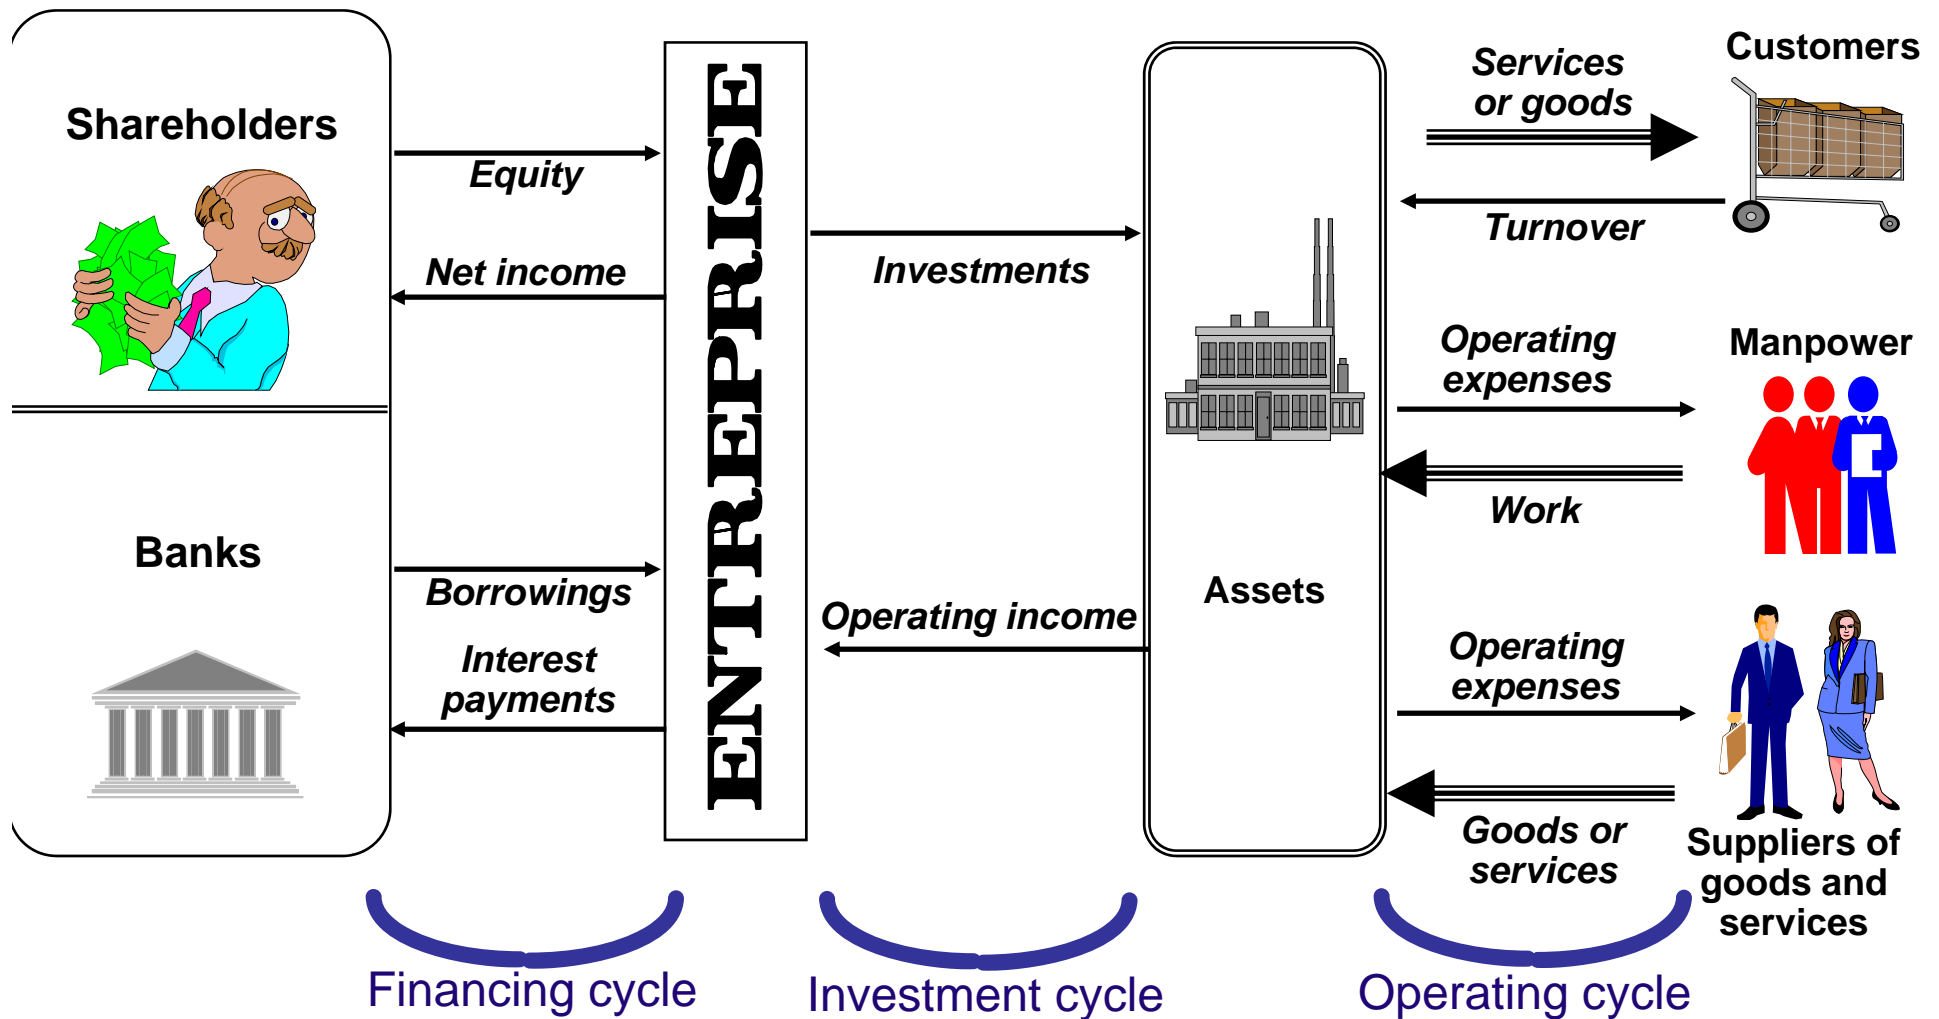 Shareholders
Banks
Equity
Net income
Borrowings
Interest
payments
ENTREPRISE
Investments
Operating income
Assets
Services
or goods
Turnover
Operating
expenses
Work
Operating
expenses
Goods or
services
Customers
Manpower
Suppliers of
goods and
services
Financing cycle
Investment cycle
Operating cycle